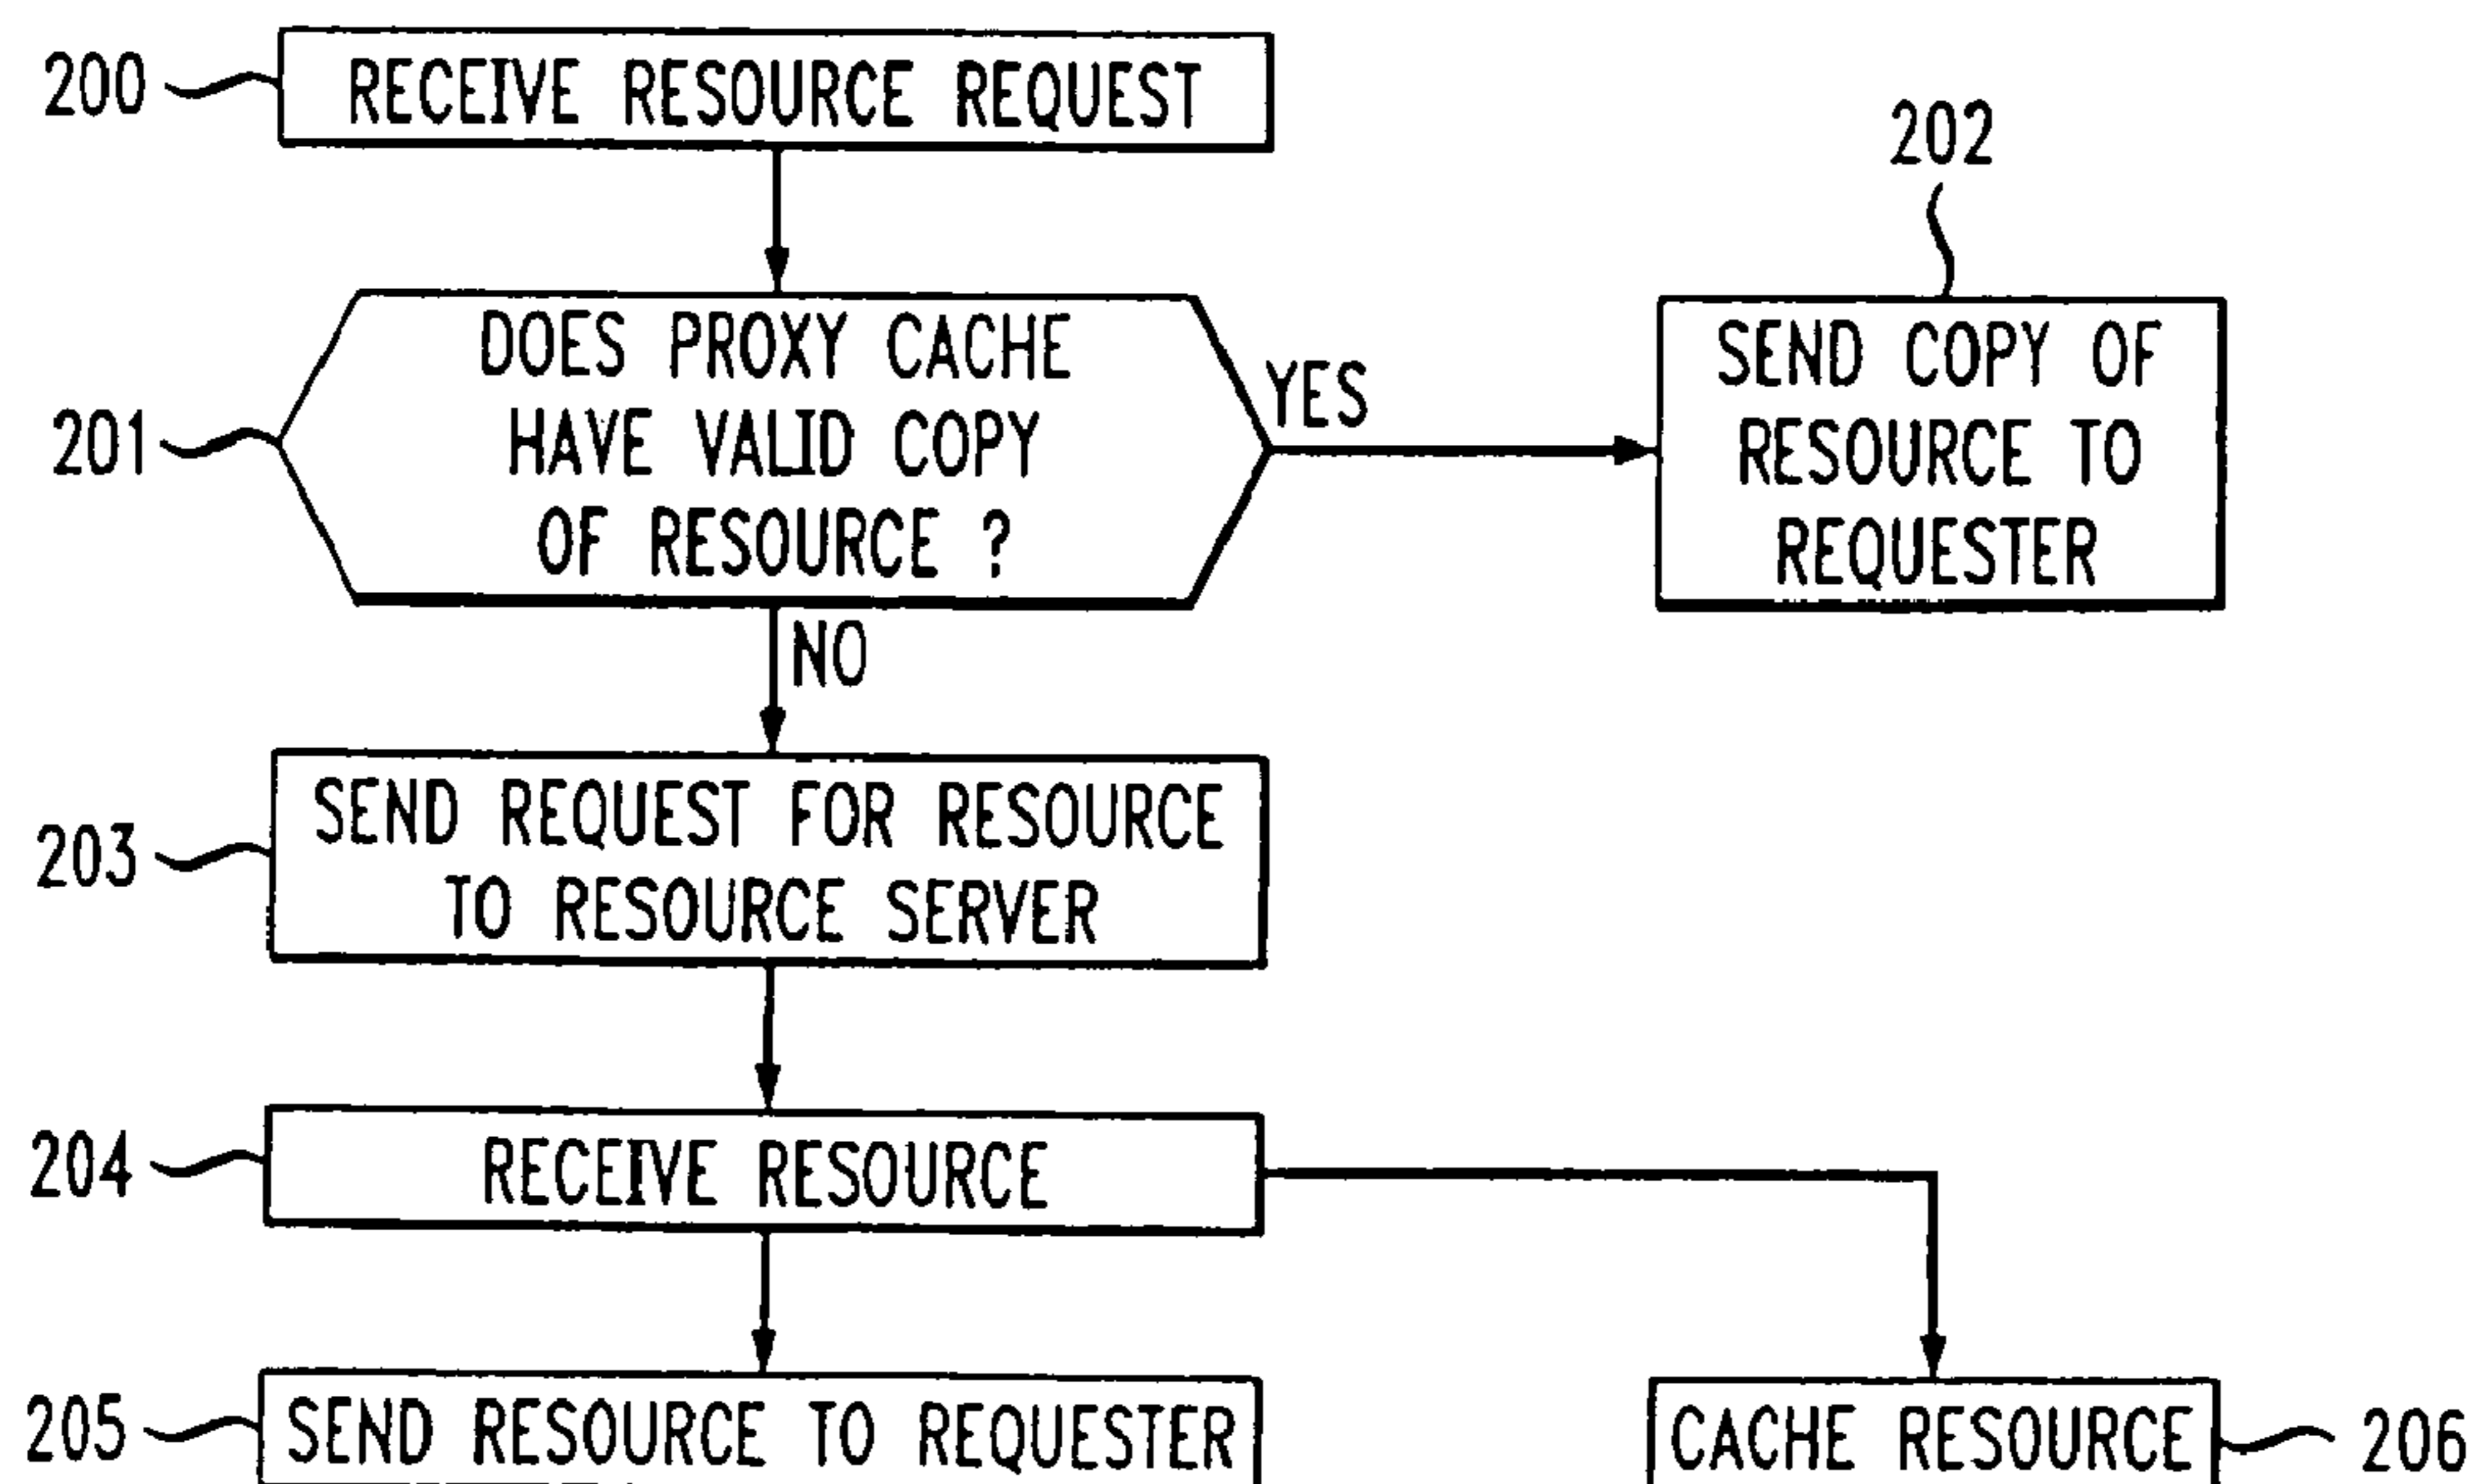 200
RECEIVE RESOURCE REQUEST
202
201
DOES PROXY CACHE
HAVE VALID COPY
OF RESOURCE ?
YES
SEND COPY OF
RESOURCE TO
REQUESTER
NO
203
SEND REQUEST FOR RESOURCE
TO RESOURCE SERVER
204
RECEIVE RESOURCE
205
SEND RESOURCE TO REQUESTER
CACHE RESOURCE
206